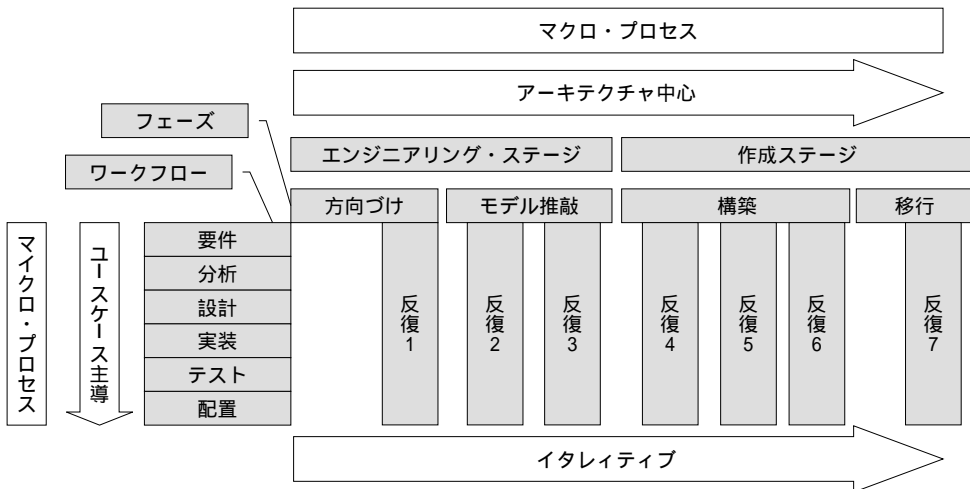 マクロ・プロセス
アーキテクチャ中心
フェーズ
エンジニアリング・ステージ
作成ステージ
ワークフロー
方向づけ
モデル推敲
構築
移行
マイクロ・プロセス
ユースケース主導
要件
分析
設計
実装
テスト
配置
反復1
反復2
反復3
反復4
反復5
反復6
反復7
イタレィティブ